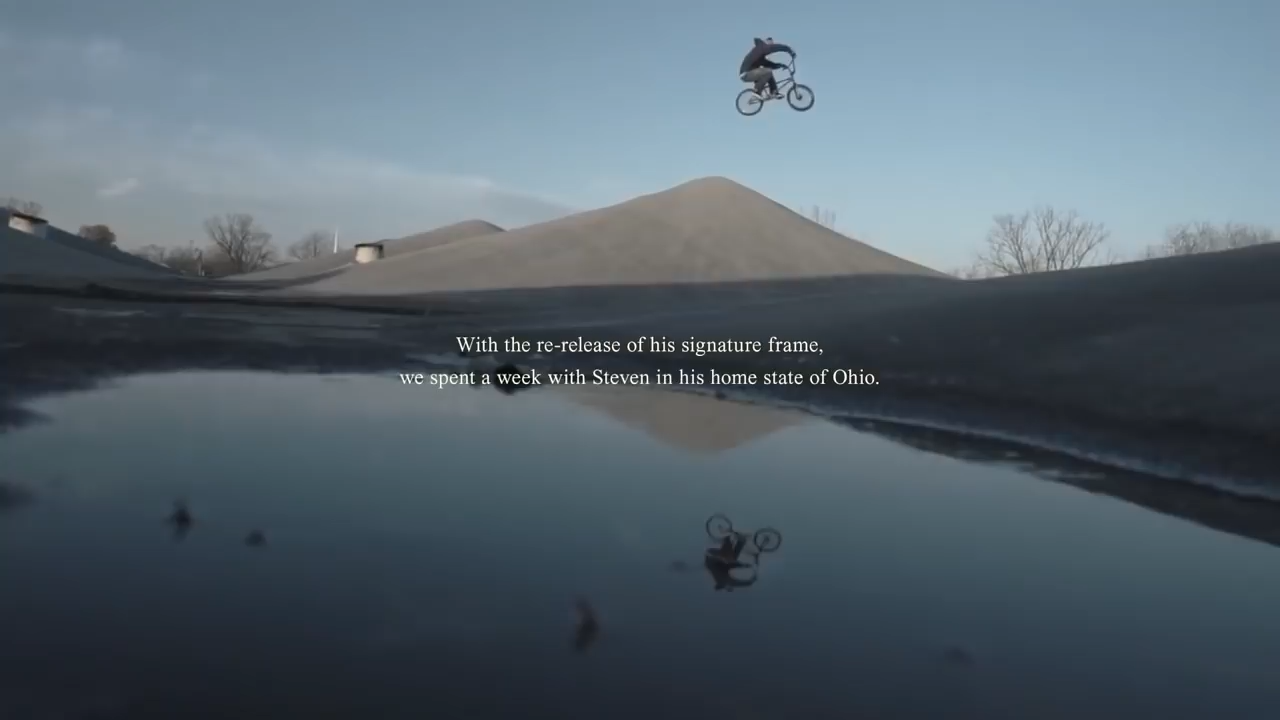 With the re-release of his signature frame,
we spent a week with Steven in his home state of Ohio.